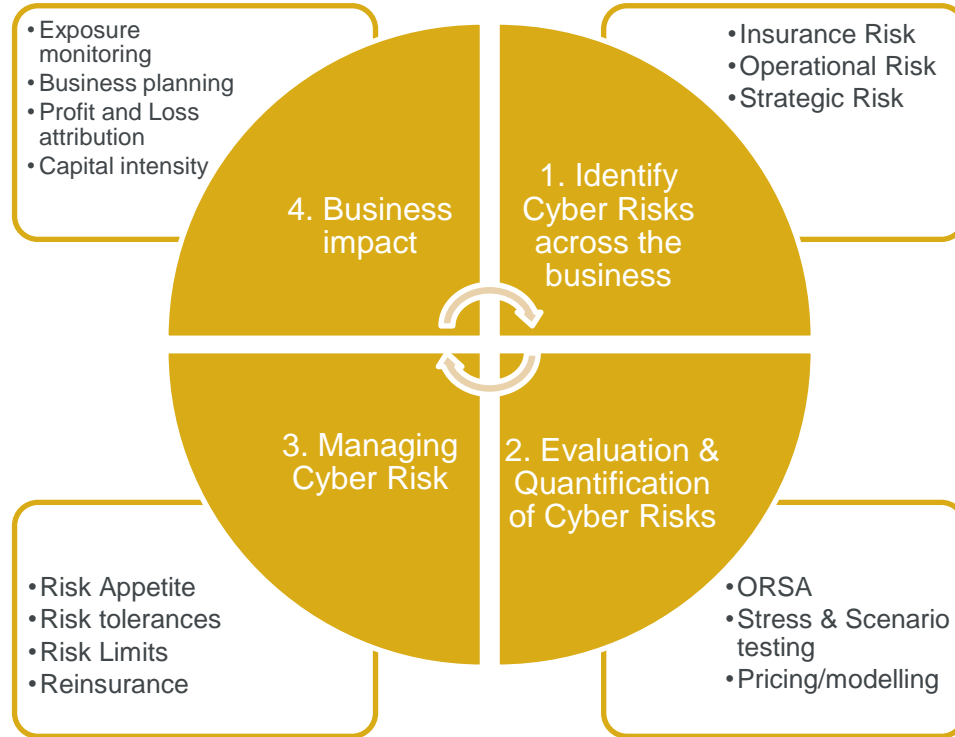 • Exposure
monitoring
• Business planning
• Profit and Loss
attribution
• Capital intensity
• Insurance Risk
• Operational Risk
• Strategic Risk
4. Business
impact
1. Identify
Cyber Risks
across the
business
3. Managing
Cyber Risk
2. Evaluation &
Quantification
of Cyber Risks
• Risk Appetite
• Risk tolerances
• Risk Limits
• Reinsurance
• ORSA
• Stress & Scenario
testing
• Pricing/modelling